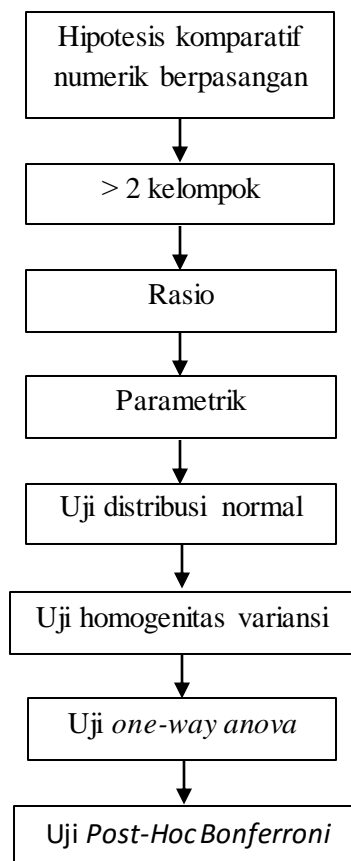 Hipotesis komparatif
numerik berpasangan
> 2 kelompok
Rasio
Parametrik
Uji distribusi normal
Uji homogenitas variansi
Uji one-way anova
Uji Post-Hoc Bonferroni